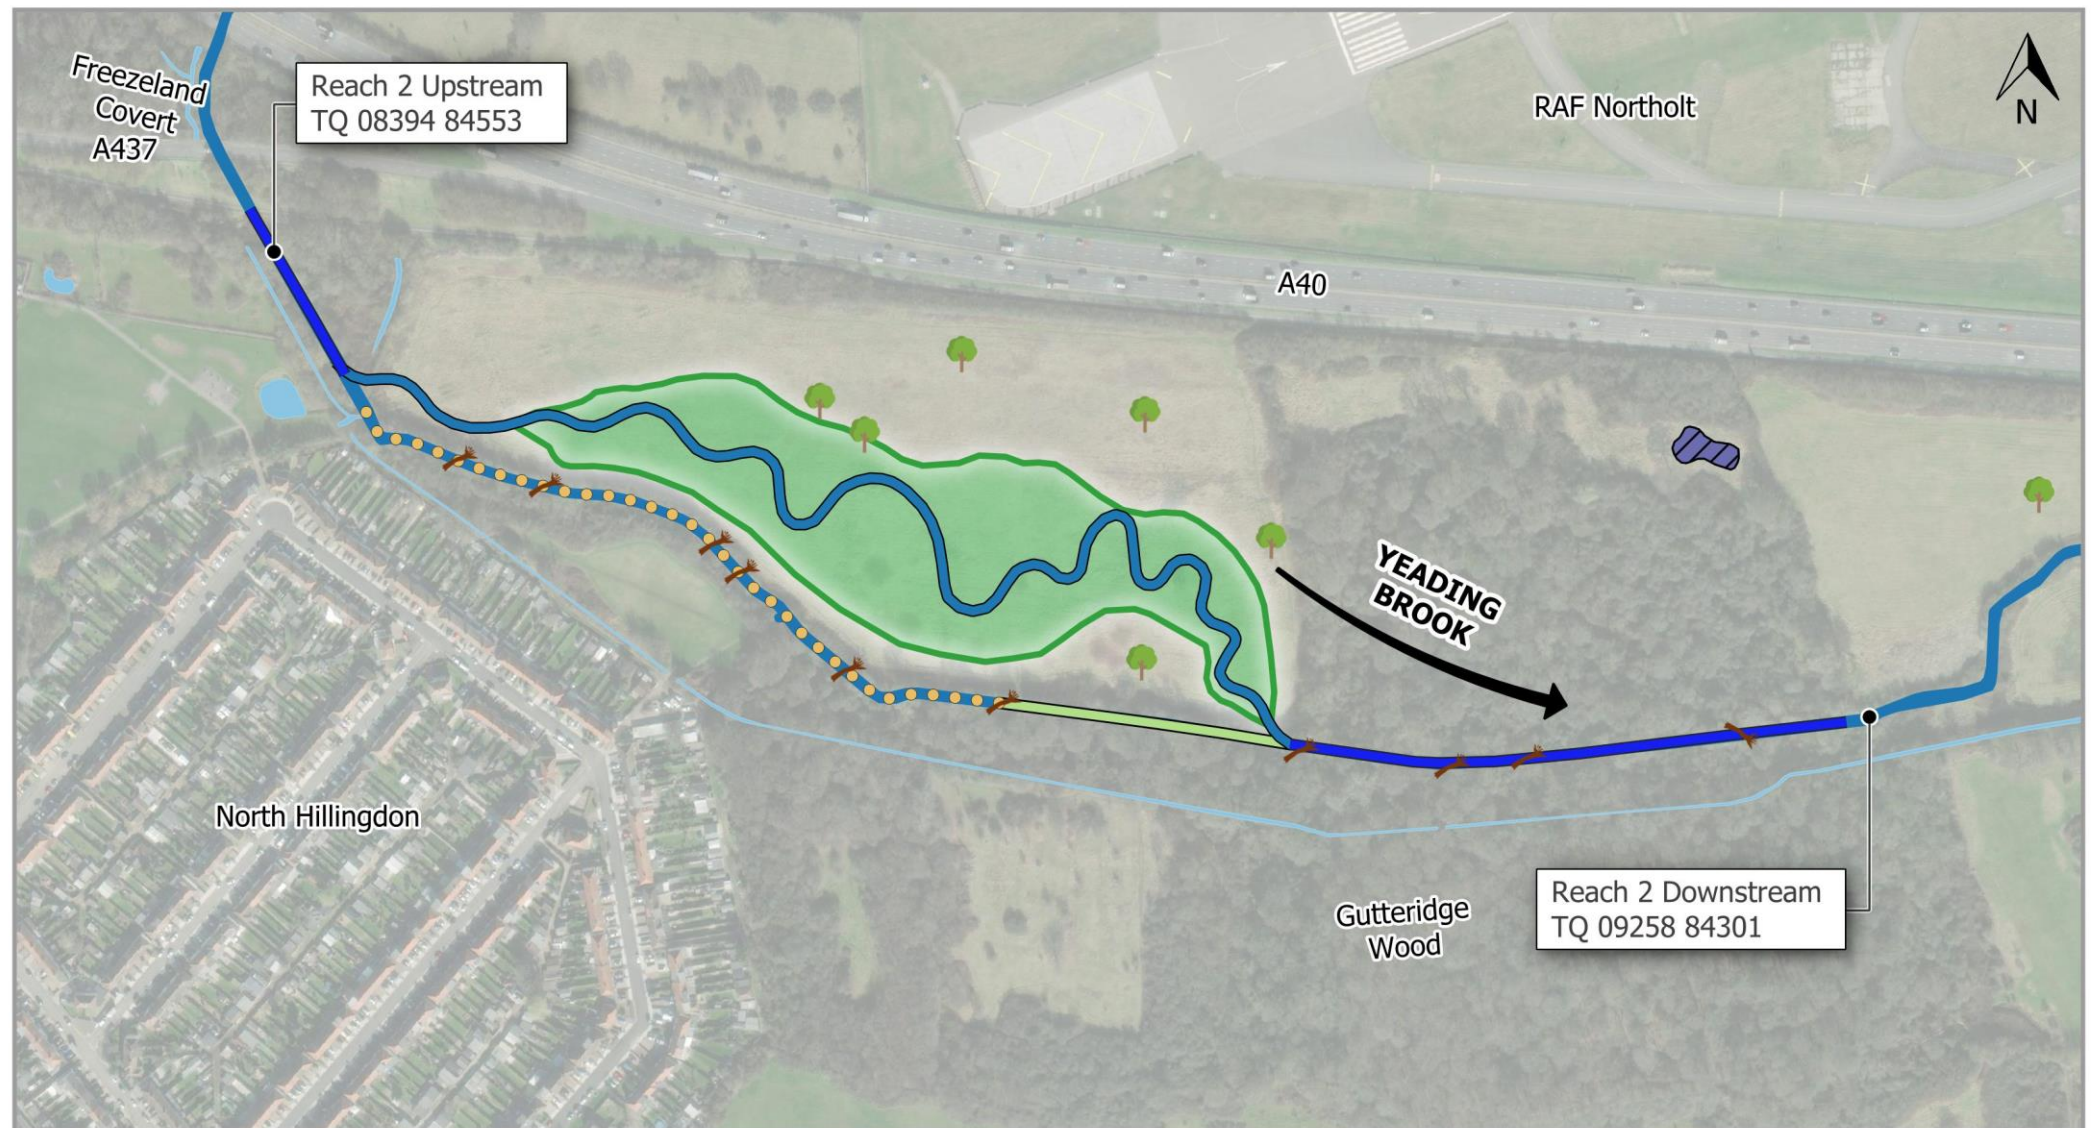 Freezeland
Covert
A437
Reach 2 Upstream
TQ 08394 84553
RAF Northolt
N
A40
YEADING
BROOK
North Hillingdon
Gutteridge
Wood
Reach 2 Downstream
TQ 09258 84301